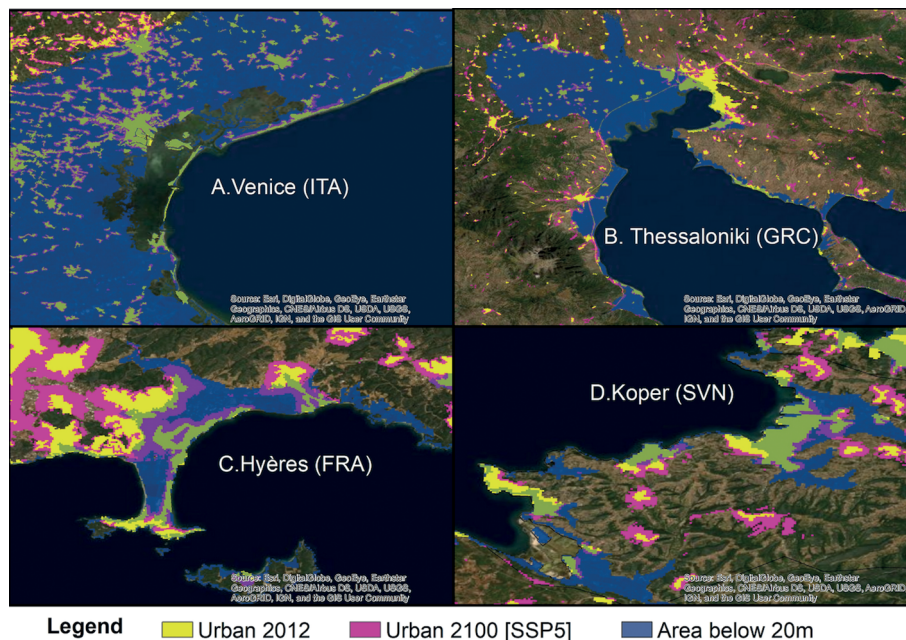 A.Venice (ITA)
Source: Esri, DigitalGlobe, GeoEye, Earthstar
Geographics, CNES/Airbus DS, USDA, USGS,
AeroGRID, IGN, and the GIS User Community
B. Thessaloniki (GRC)
Source: Esri, DigitalGlobe, GeoEye, Earthstar
Geographics, CNES/Airbus DS, USDA, USGS,
AeroGRID, IGN, and the GIS User Community
C.Hyères (FRA)
Source: Esri, DigitalGlobe, GeoEye, Earthstar
Geographics, CNES/Airbus DS, USDA, USGS,
AeroGRID, IGN, and the GIS User Community
D.Koper (SVN)
Source: Esri, DigitalGlobe, GeoEye, Earthstar
Geographics, CNES/Airbus DS, USDA, USGS,
AeroGRID, IGN, and the GIS User Community
Legend Urban 2012 Urban 2100 [SSP5] Area below 20m